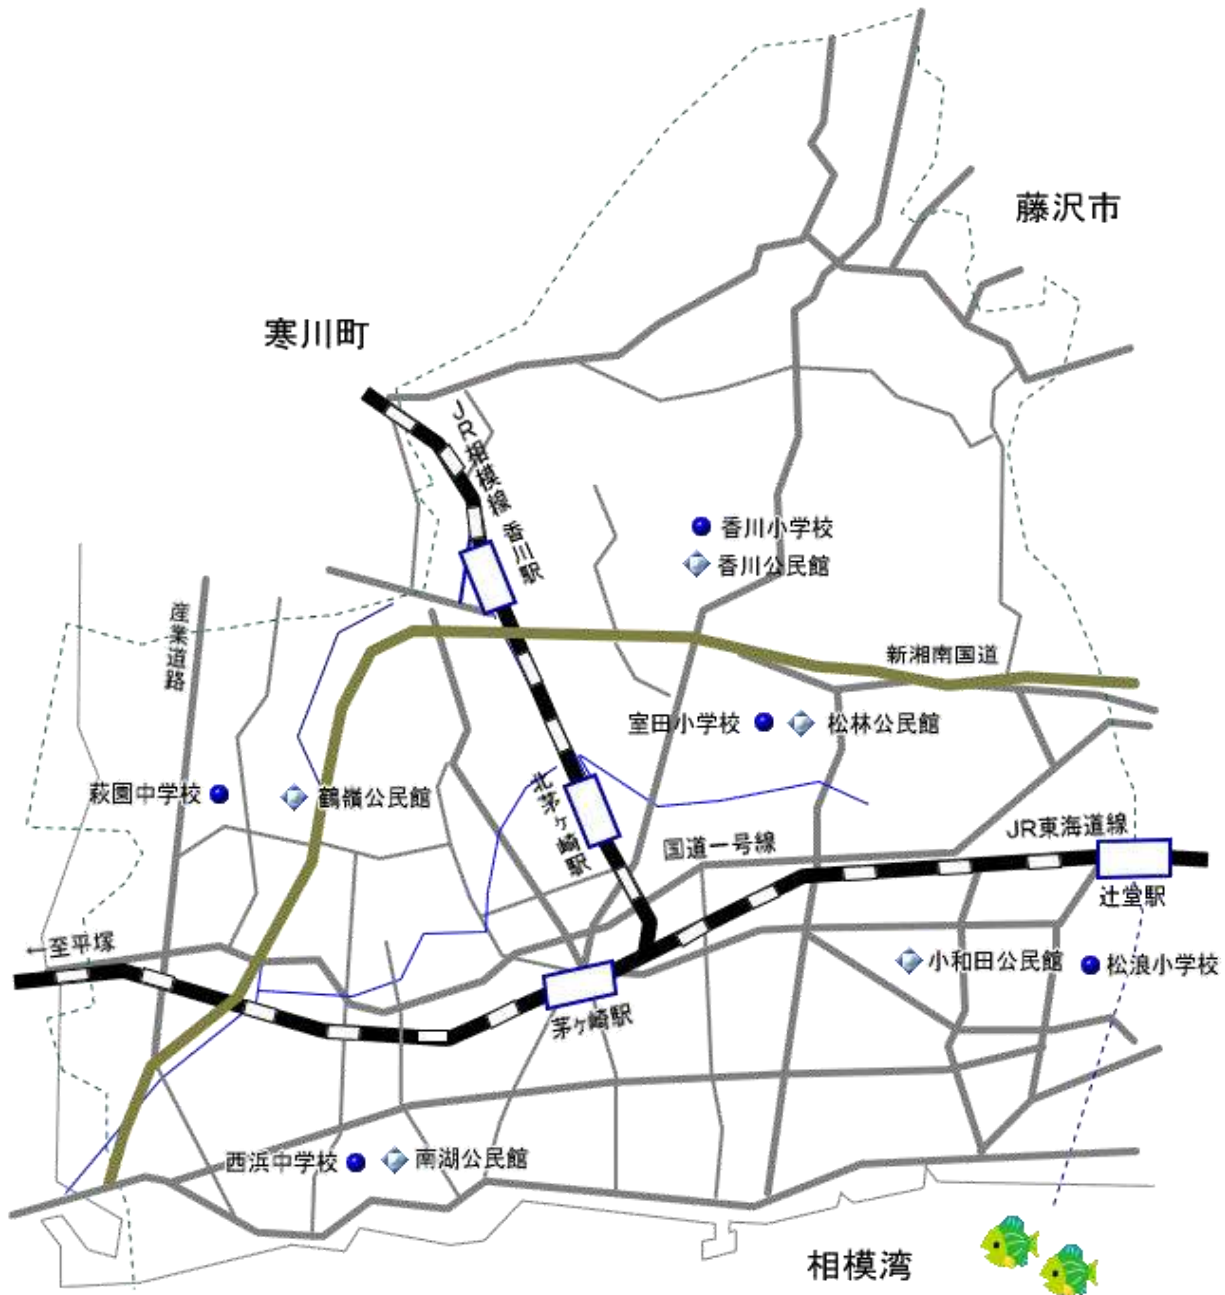 藤沢市
寒川町
JR相模線
香川駅
香川小学校
香川公民館
産業道路
新湘南国道
室田小学校
松林公民館
萩園中学校
鶴嶺公民館
北茅ヶ崎駅
国道一号線
JR東海道線
辻堂駅
←至平塚
小和田公民館
松浪小学校
茅ヶ崎駅
西浜中学校
南湖公民館
相模湾